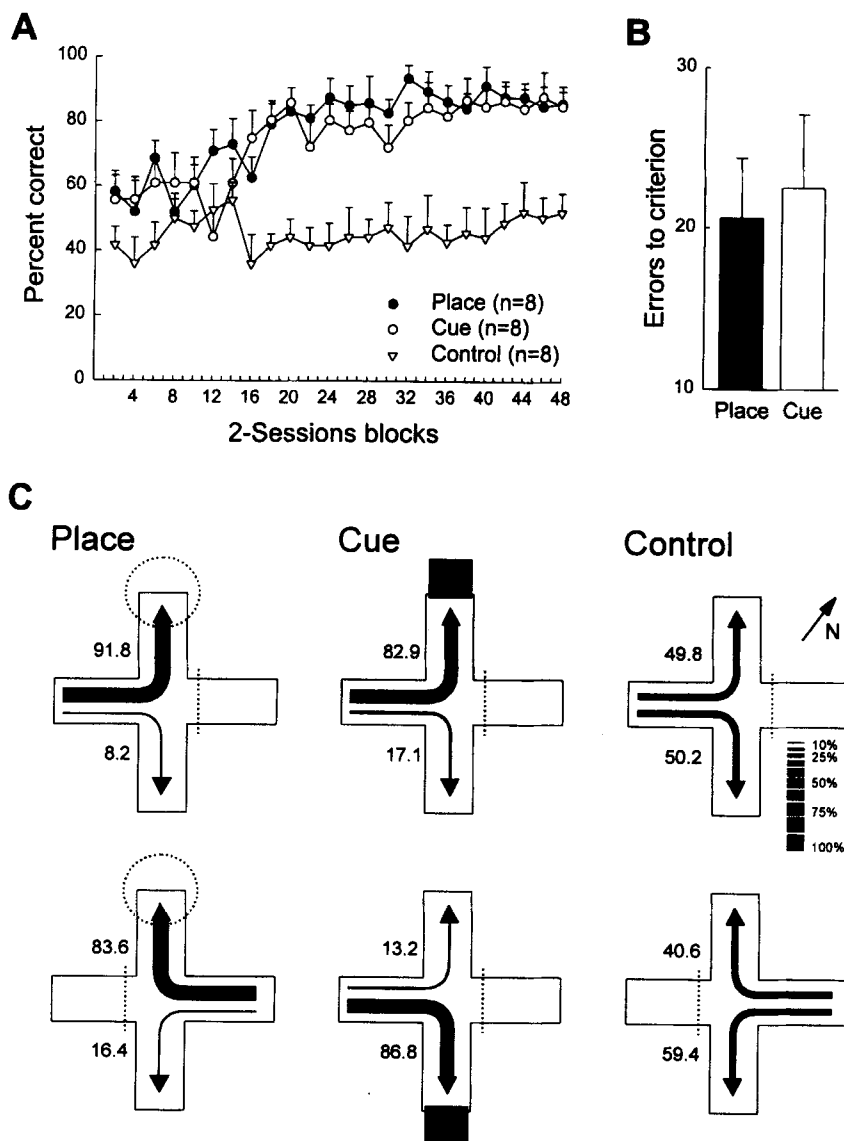 A
100
80
60
40
20
0
Percent correct
Place (n=8)
Cue (n=8)
Control (n=8)
4 8 12 16 20 24 28 32 36 40 44 48
2-Sessions blocks
B
30
20
10
Errors to criterion
Place Cue
C
Place Cue Control
N
91.8 82.9 49.8
8.2 17.1 50.2
10%
25%
50%
75%
100%
83.6 13.2 40.6
16.4 86.8 59.4